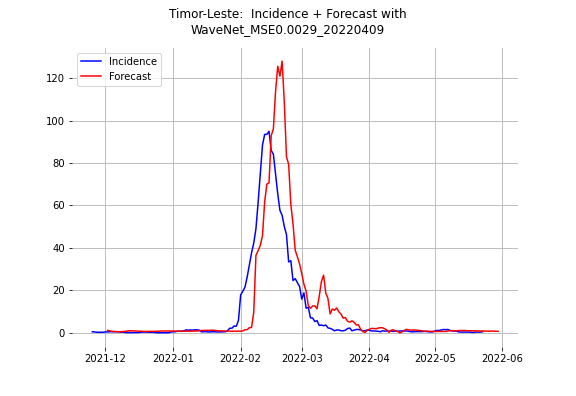 Timor-Leste:  Incidence + Forecast with
WaveNet_MSE0.0029_20220409
Incidence
Forecast
120
100
80
60
40
20
0
2021-12 2022-01 2022-02 2022-03 2022-04 2022-05 2022-06